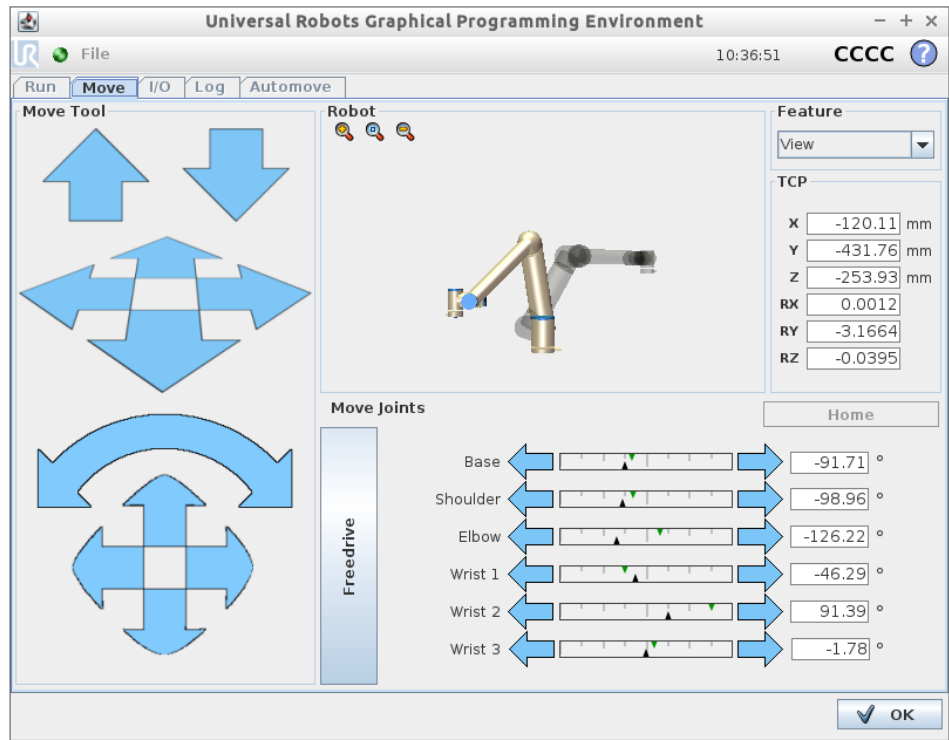 Universal Robots Graphical Programming Environment
UR File 10:36:51 CCCC ?
Run Move I/O Log Automove
Move Tool
Robot
Feature
View
TCP
X -120.11 mm
Y -431.76 mm
Z -253.93 mm
RX 0.0012
RY -3.1664
RZ -0.0395
Move Joints
Home
Freedrive
Base -91.71 °
Shoulder -98.96 °
Elbow -126.22 °
Wrist 1 -46.29 °
Wrist 2 91.39 °
Wrist 3 -1.78 °
OK